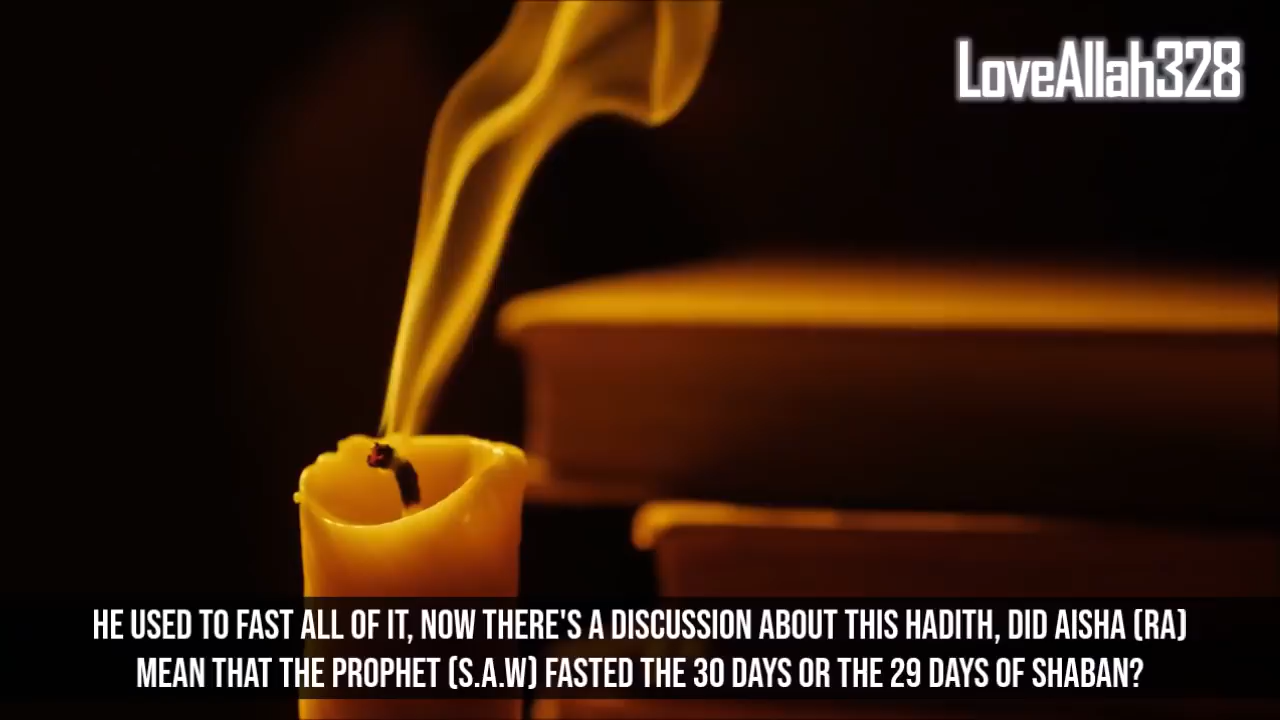 LoveAllah328
HE USED TO FAST ALL OF IT, NOW THERE'S A DISCUSSION ABOUT THIS HADITH, DID AISHA (RA)
MEAN THAT THE PROPHET (S.A.W) FASTED THE 30 DAYS OR THE 29 DAYS OF SHABAN?